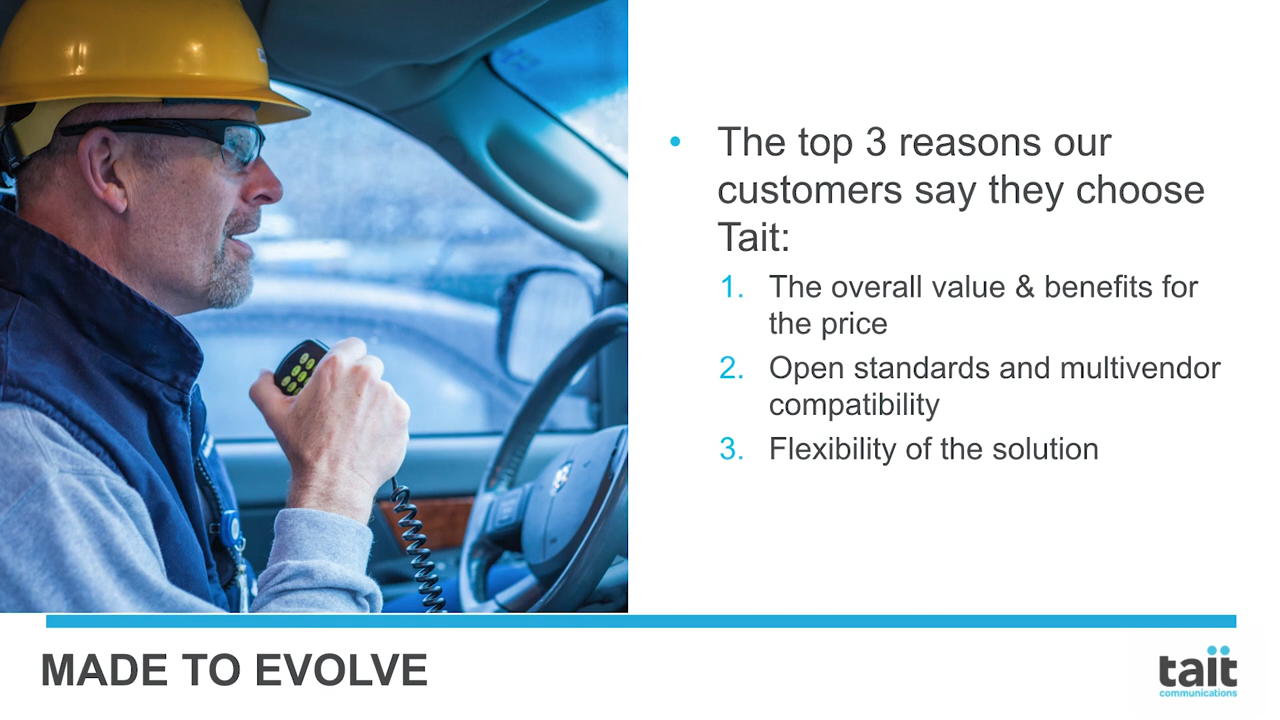 • The top 3 reasons our
customers say they choose
Tait:
1. The overall value & benefits for
the price
2. Open standards and multivendor
compatibility
3. Flexibility of the solution
MADE TO EVOLVE
tait
communications